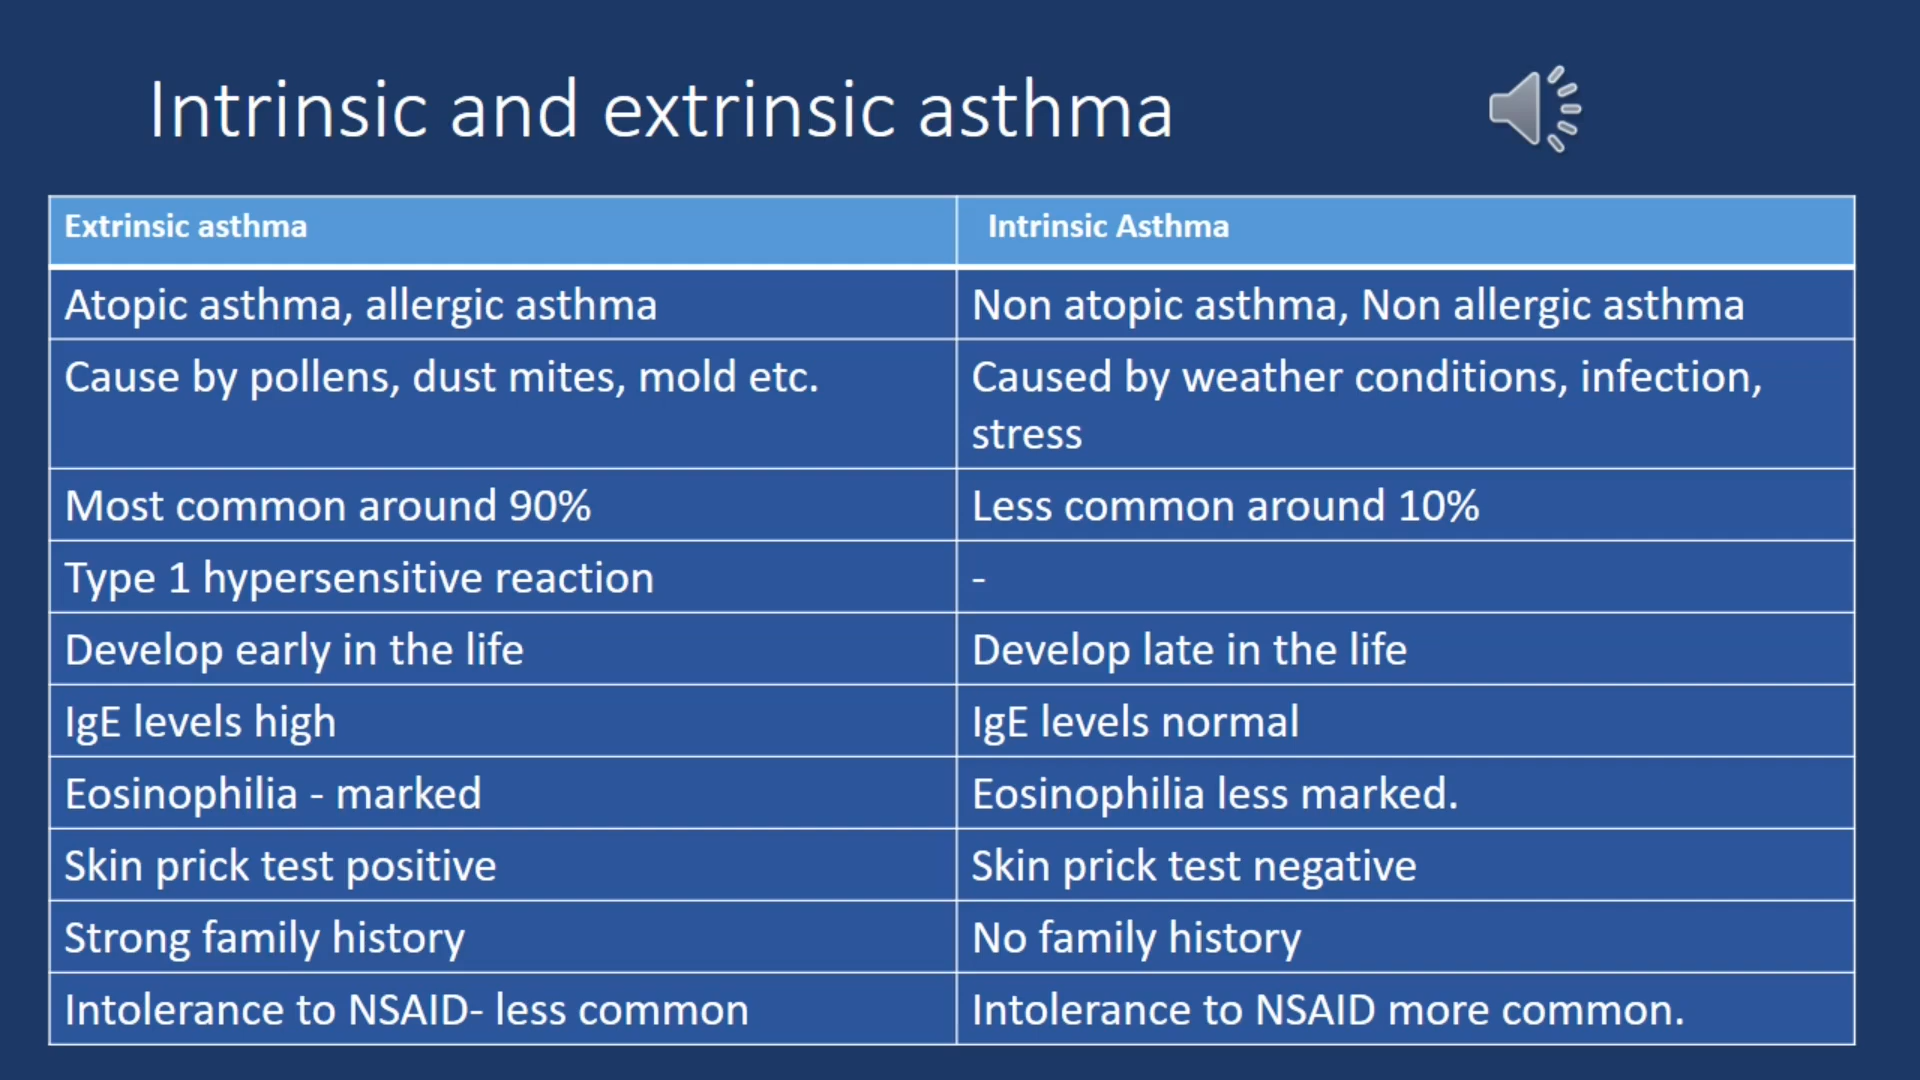 Intrinsic and extrinsic asthma
Extrinsic asthma
Intrinsic Asthma
Atopic asthma, allergic asthma
Non atopic asthma, Non allergic asthma
Cause by pollens, dust mites, mold etc.
Caused by weather conditions, infection,
stress
Most common around 90%
Less common around 10%
Type 1 hypersensitive reaction
-
Develop early in the life
Develop late in the life
IgE levels high
IgE levels normal
Eosinophilia - marked
Eosinophilia less marked.
Skin prick test positive
Skin prick test negative
Strong family history
No family history
Intolerance to NSAID- less common
Intolerance to NSAID more common.